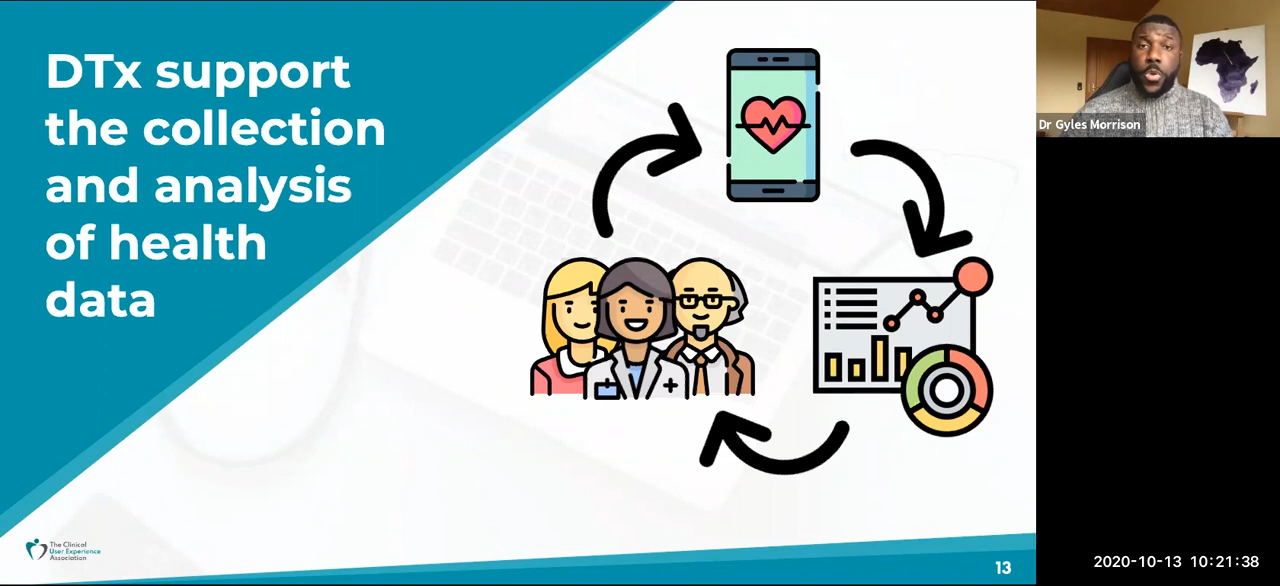 DTx support
the collection
and analysis
of health
data
Dr Gyles Morrison
The Clinical
User Experience
Association
13
2020-10-13 10:21:38